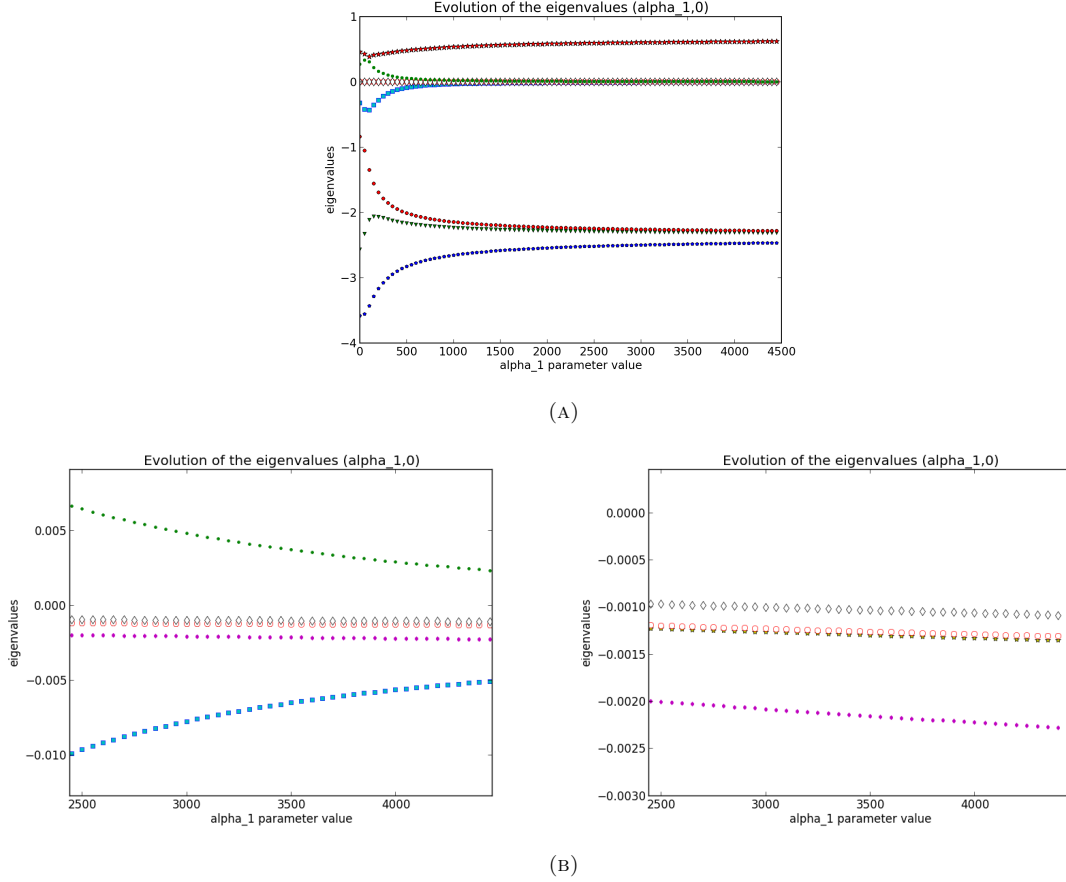 Evolution of the eigenvalues (alpha_1,0)
1
0
−1
−2
−3
−4
eigenvalues
0 500 1000 1500 2000 2500 3000 3500 4000 4500
alpha_1 parameter value
(A)
Evolution of the eigenvalues (alpha_1,0)
0.005
0.000
−0.005
−0.010
eigenvalues
2500 3000 3500 4000
alpha_1 parameter value
Evolution of the eigenvalues (alpha_1,0)
0.0000
−0.0005
−0.0010
−0.0015
−0.0020
−0.0025
−0.0030
eigenvalues
2500 3000 3500 4000
alpha_1 parameter value
(B)